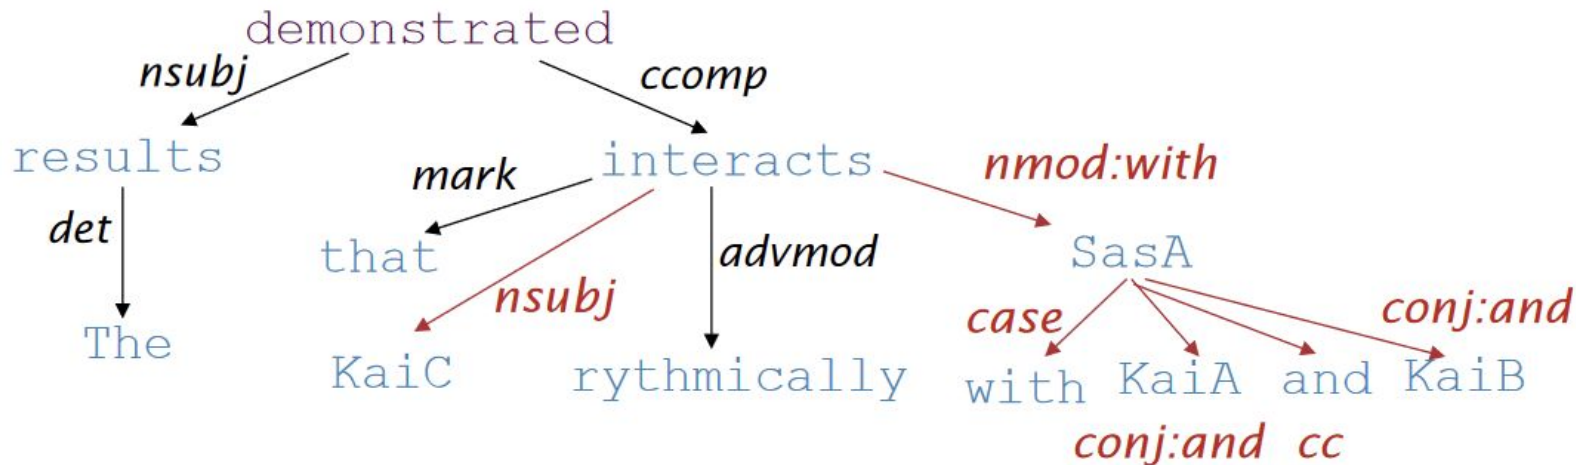 demonstrated
nsubj
ccomp
results
interacts
nmod:with
mark
det
that
advmod
SasA
nsubj
case
conj:and
The
KaiC
rythmically
with KaiA and KaiB
conj:and cc